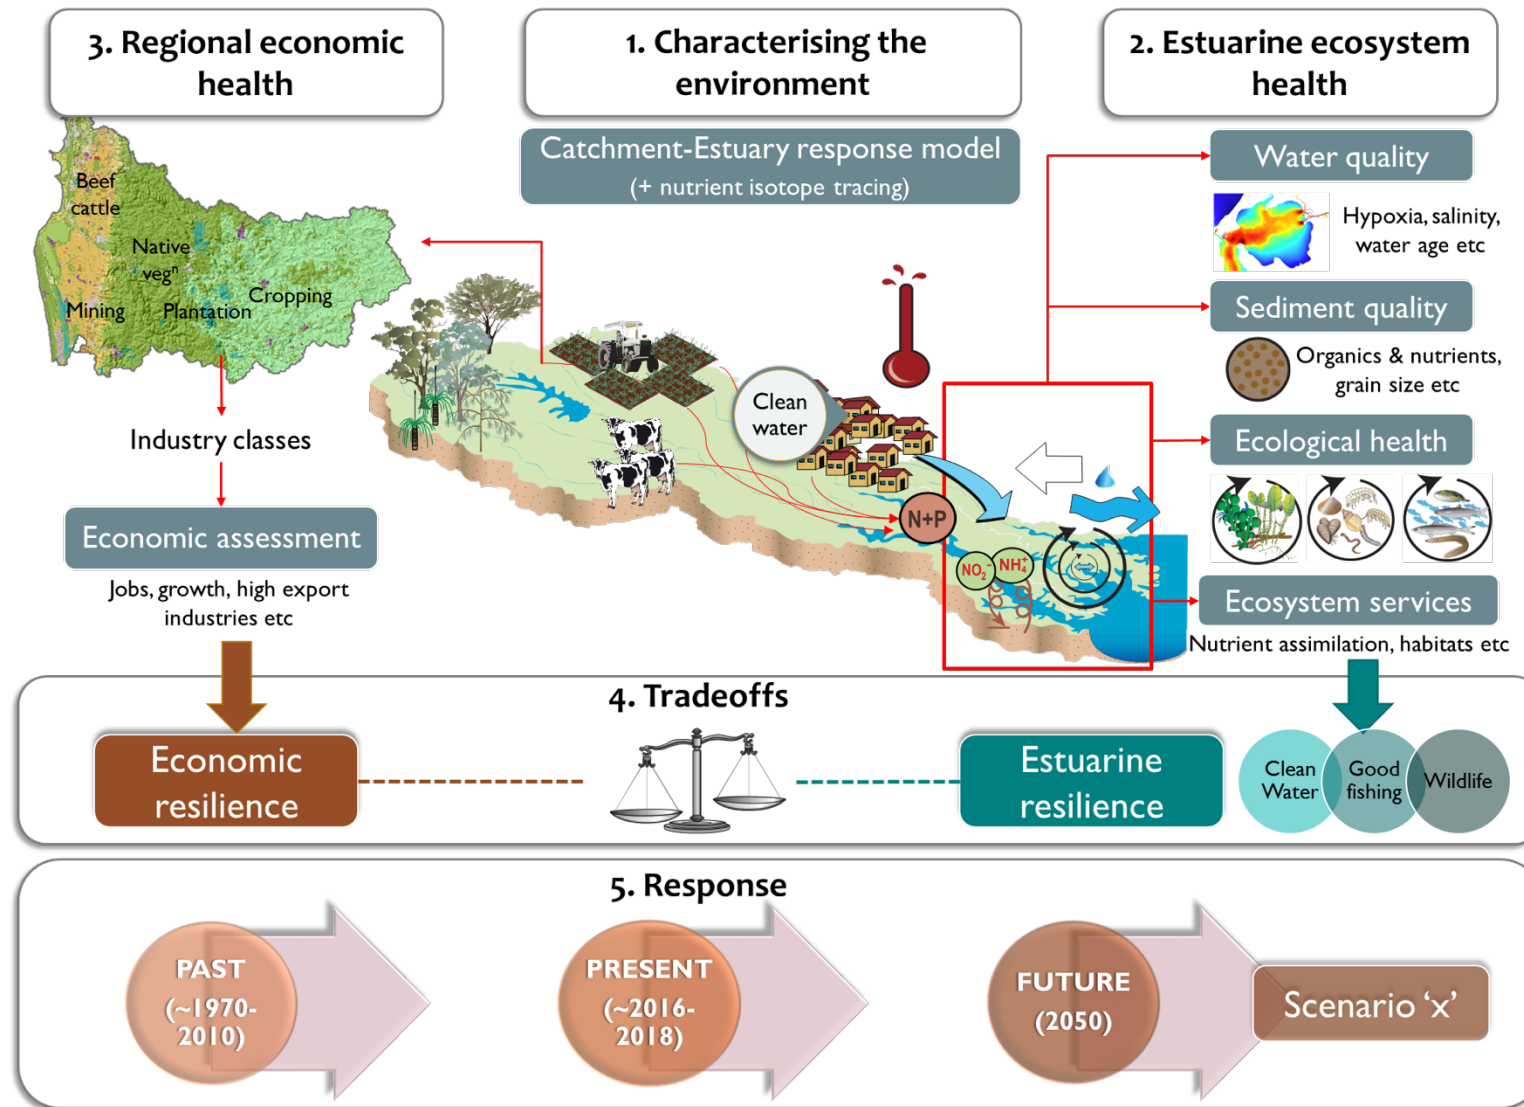 3. Regional economic
health
1. Characterising the
environment
2. Estuarine ecosystem
health
Catchment-Estuary response model
(+ nutrient isotope tracing)
Beef
cattle
Native
vegⁿ
Mining
Plantation
Cropping
Industry classes
Economic assessment
Jobs, growth, high export
industries etc
Clean
water
N+P
NO₂⁻
NH₄⁺
Water quality
Hypoxia, salinity,
water age etc
Sediment quality
Organics & nutrients,
grain size etc
Ecological health
Ecosystem services
Nutrient assimilation, habitats etc
4. Tradeoffs
Economic
resilience
Estuarine
resilience
Clean
Water
Good
fishing
Wildlife
5. Response
PAST
(~1970-
2010)
PRESENT
(~2016-
2018)
FUTURE
(2050)
Scenario ‘x’